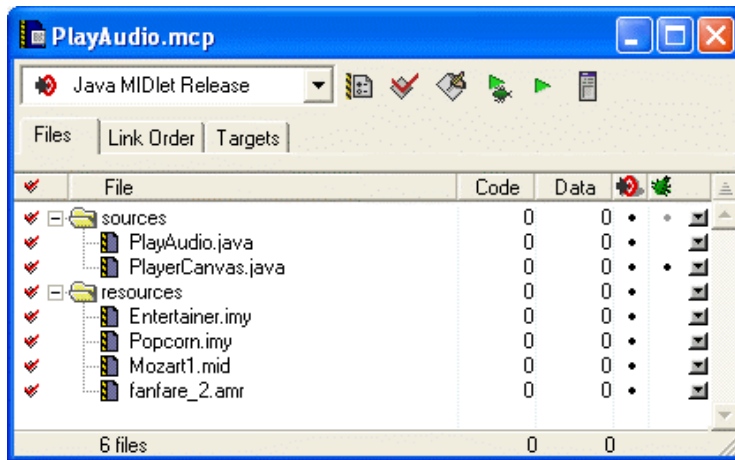 PlayAudio.mcp
Java MIDlet Release
Files Link Order Targets
File Code Data
sources 0 0
PlayAudio.java 0 0
PlayerCanvas.java 0 0
resources 0 0
Entertainer.imy 0 0
Popcorn.imy 0 0
Mozart1.mid 0 0
fanfare_2.amr 0 0
6 files 0 0